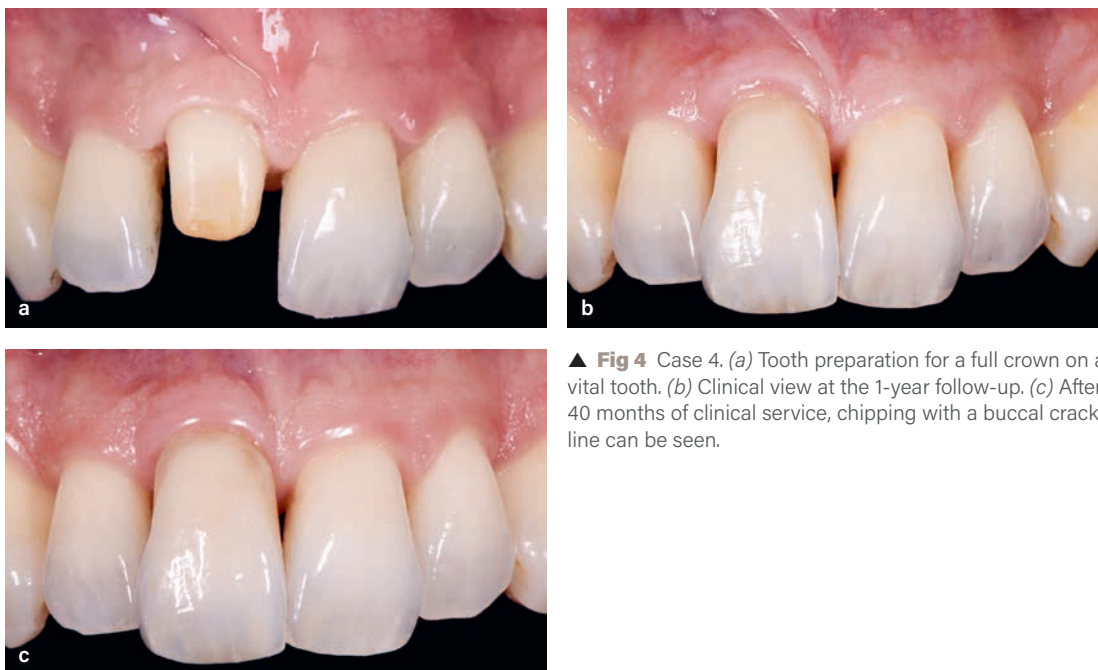 a
b
▲ Fig 4 Case 4. (a) Tooth preparation for a full crown on a
vital tooth. (b) Clinical view at the 1-year follow-up. (c) After
40 months of clinical service, chipping with a buccal crack
line can be seen.
c